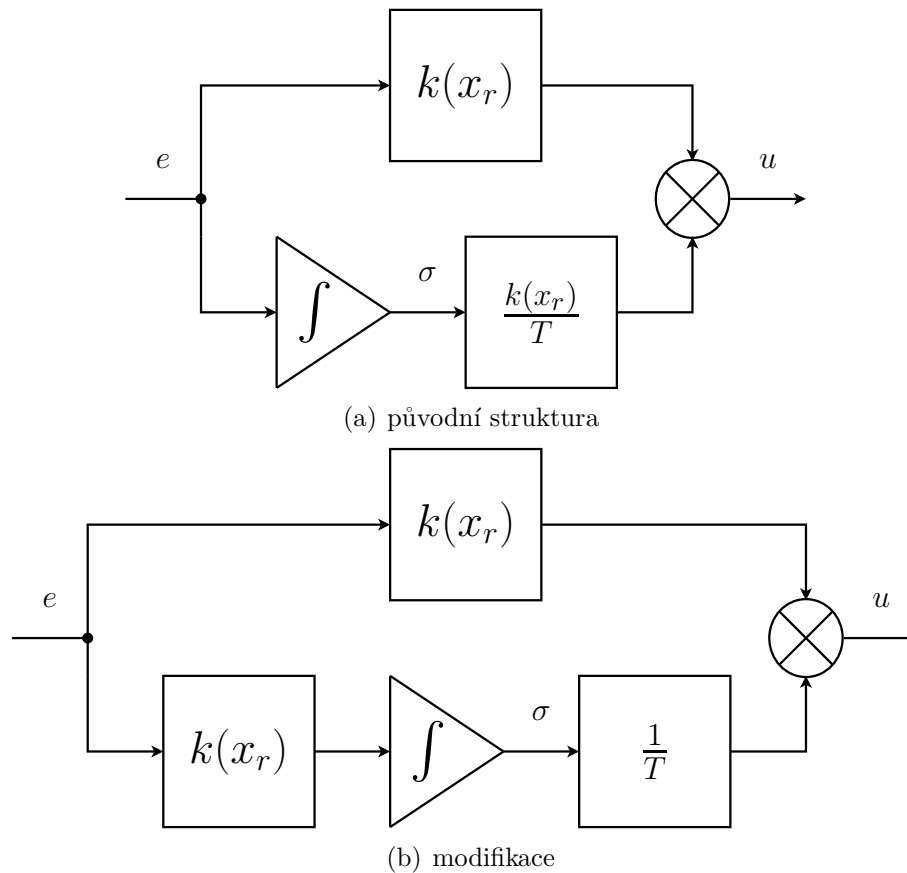 k(x_r)
e
u
∫
σ
k(x_r)/T
(a) původní struktura
k(x_r)
e
u
k(x_r)
∫
σ
1/T
(b) modifikace